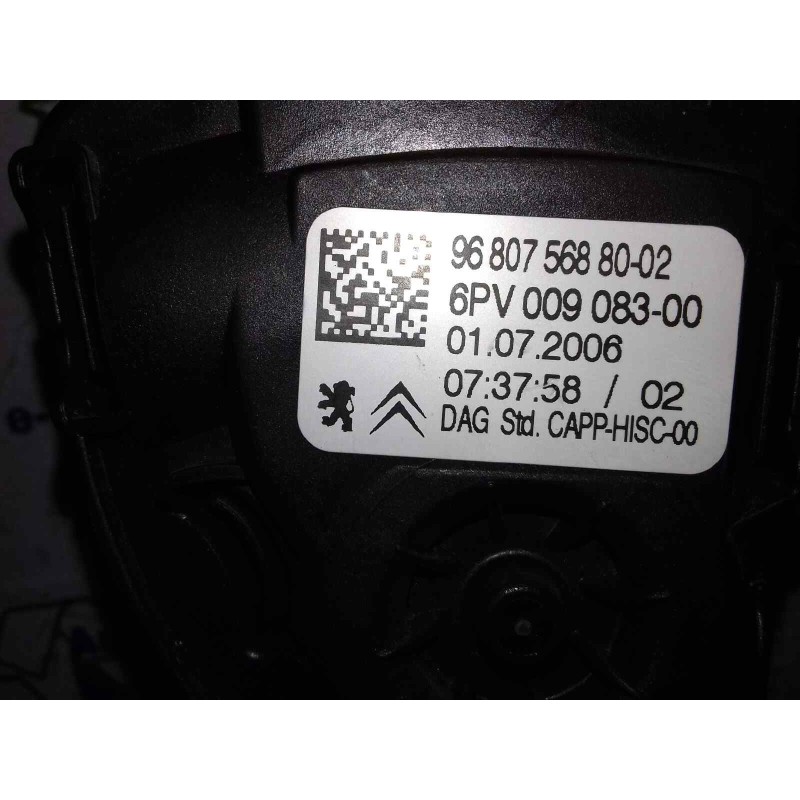 96 807 568 80-02
6PV 009 083-00
01.07.2006
07:37:58 / 02
DAG Std. CAPP-HISC-00